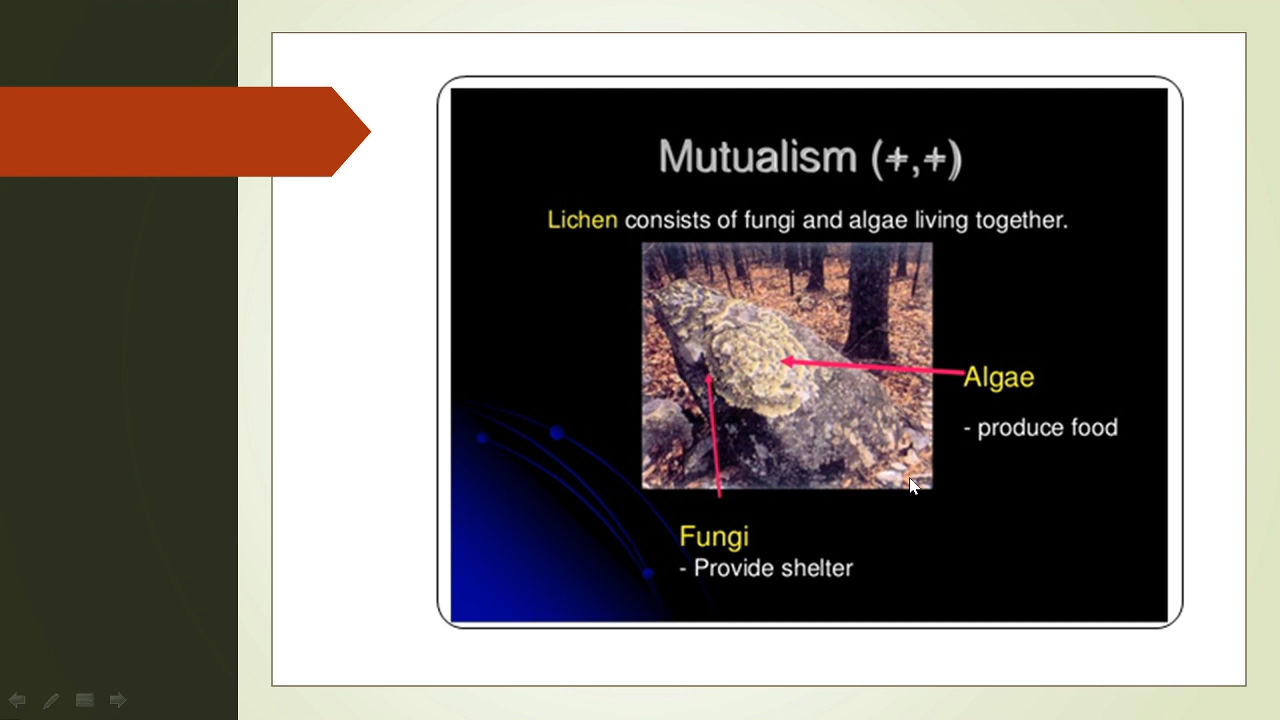 Mutualism (+,+)
Lichen consists of fungi and algae living together.
Algae
- produce food
Fungi
- Provide shelter